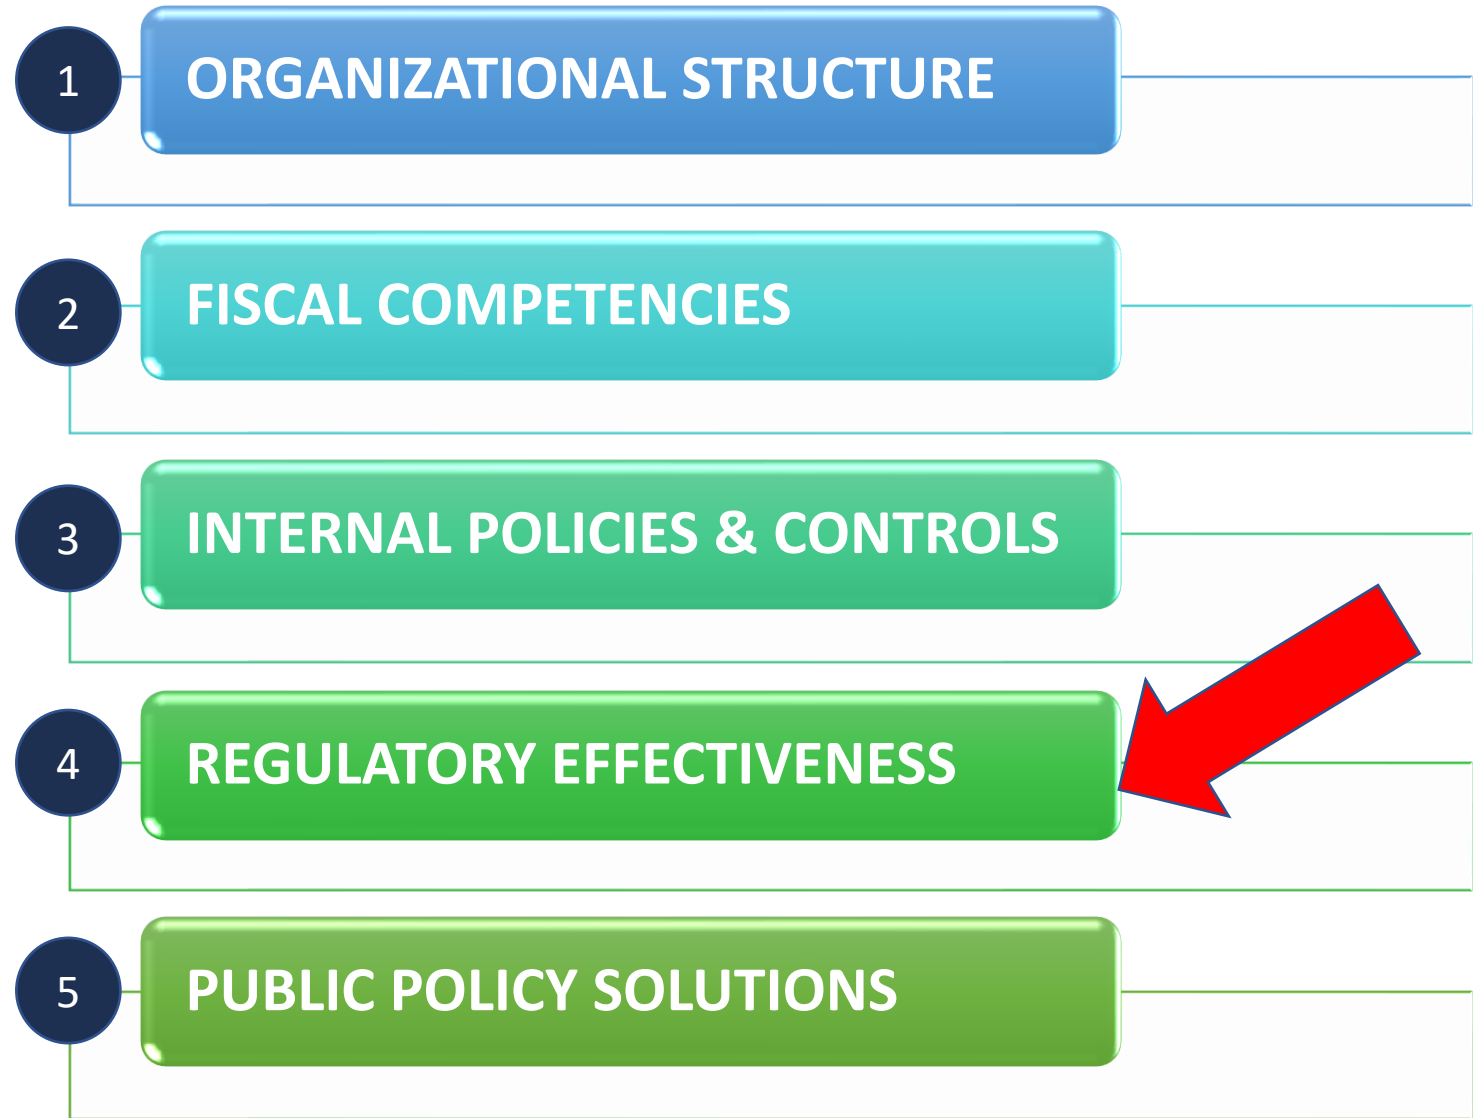 1
ORGANIZATIONAL STRUCTURE
2
FISCAL COMPETENCIES
3
INTERNAL POLICIES & CONTROLS
4
REGULATORY EFFECTIVENESS
5
PUBLIC POLICY SOLUTIONS